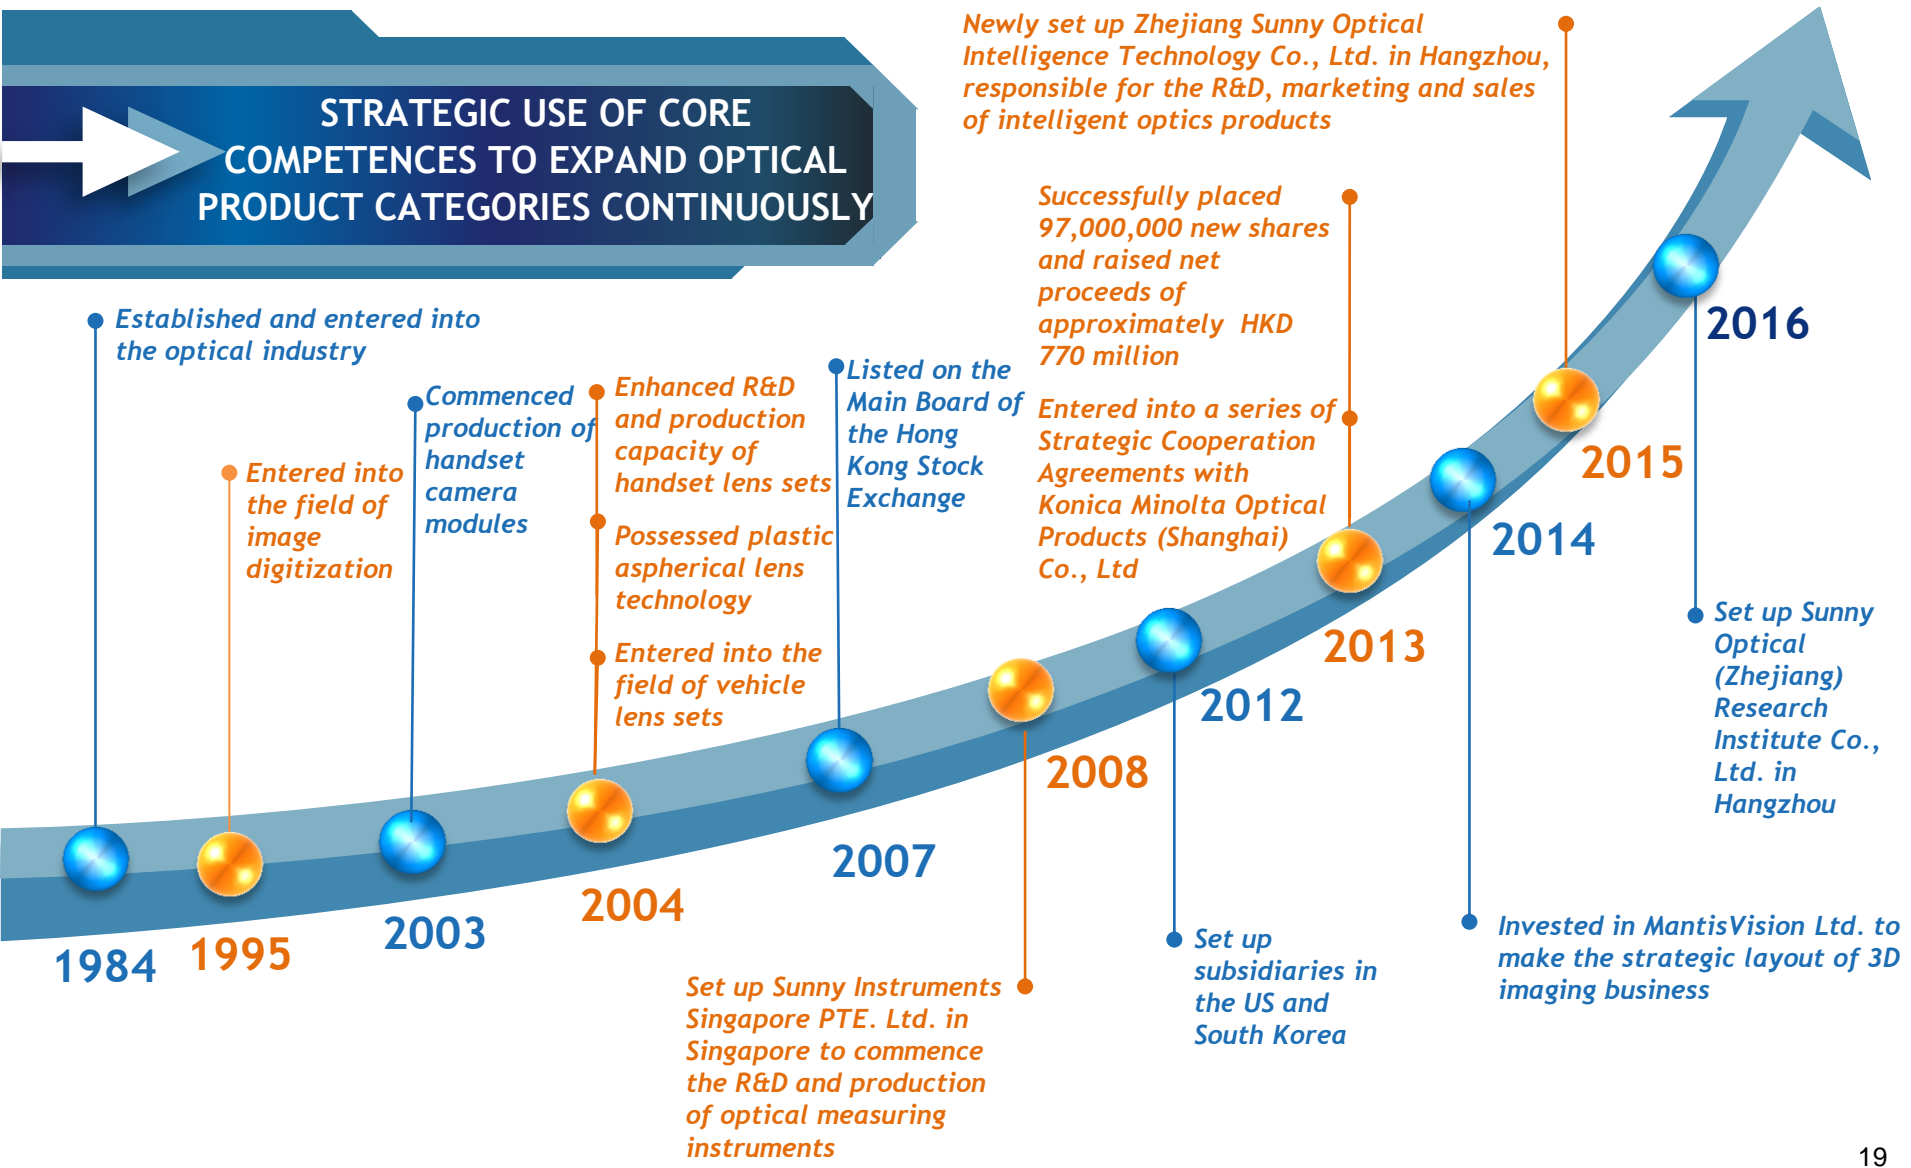 STRATEGIC USE OF CORE
COMPETENCES TO EXPAND OPTICAL
PRODUCT CATEGORIES CONTINUOUSLY
Newly set up Zhejiang Sunny Optical
Intelligence Technology Co., Ltd. in Hangzhou,
responsible for the R&D, marketing and sales
of intelligent optics products
Successfully placed
97,000,000 new shares
and raised net
proceeds of
approximately HKD
770 million
Entered into a series of
Strategic Cooperation
Agreements with
Konica Minolta Optical
Products (Shanghai)
Co., Ltd
Established and entered into
the optical industry
Entered into
the field of
image
digitization
Commenced
production of
handset
camera
modules
Enhanced R&D
and production
capacity of
handset lens sets
Possessed plastic
aspherical lens
technology
Entered into the
field of vehicle
lens sets
Listed on the
Main Board of
the Hong
Kong Stock
Exchange
1984
1995
2003
2004
2007
2008
2012
2013
2014
2015
2016
Set up Sunny Instruments
Singapore PTE. Ltd. in
Singapore to commence
the R&D and production
of optical measuring
instruments
Set up
subsidiaries in
the US and
South Korea
Invested in MantisVision Ltd. to
make the strategic layout of 3D
imaging business
Set up Sunny
Optical
(Zhejiang)
Research
Institute Co.,
Ltd. in
Hangzhou
19